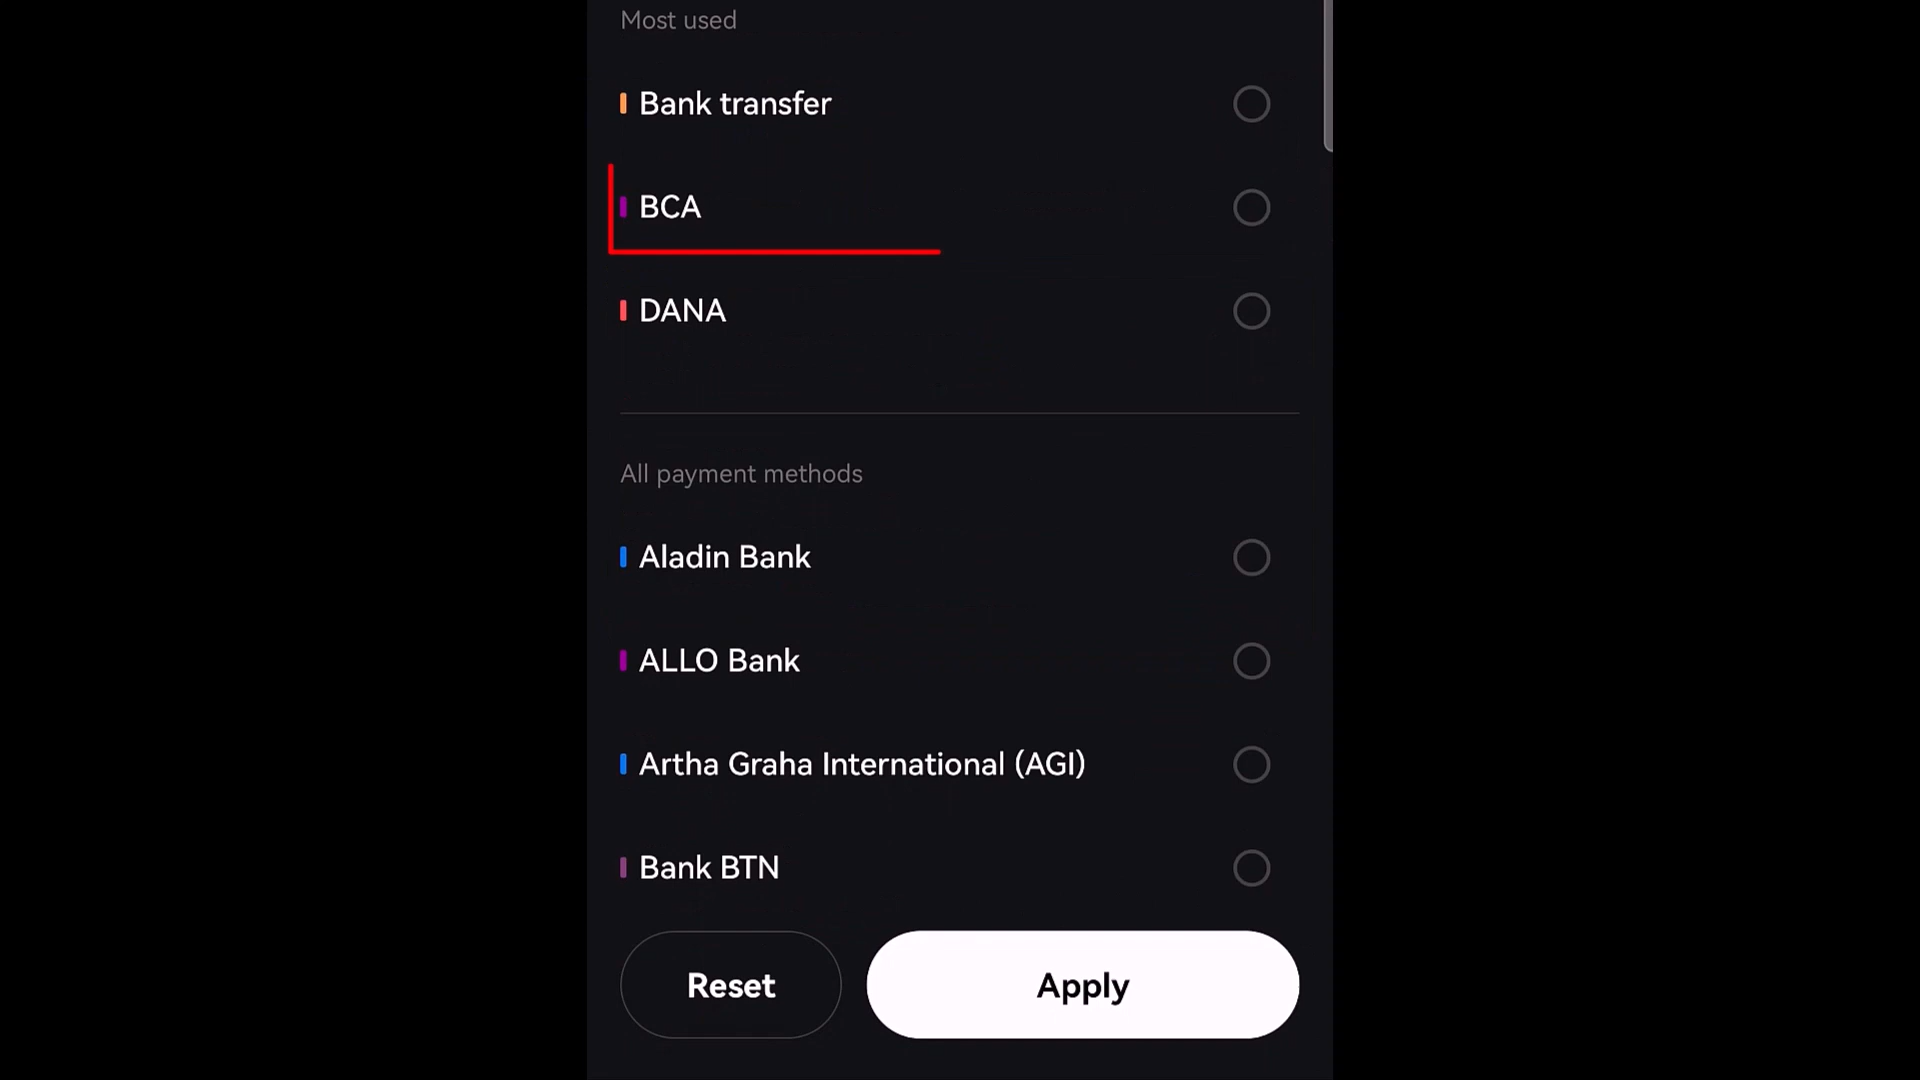 Most used
Bank transfer
BCA
DANA
All payment methods
Aladin Bank
ALLO Bank
Artha Graha International (AGI)
Bank BTN
Reset
Apply